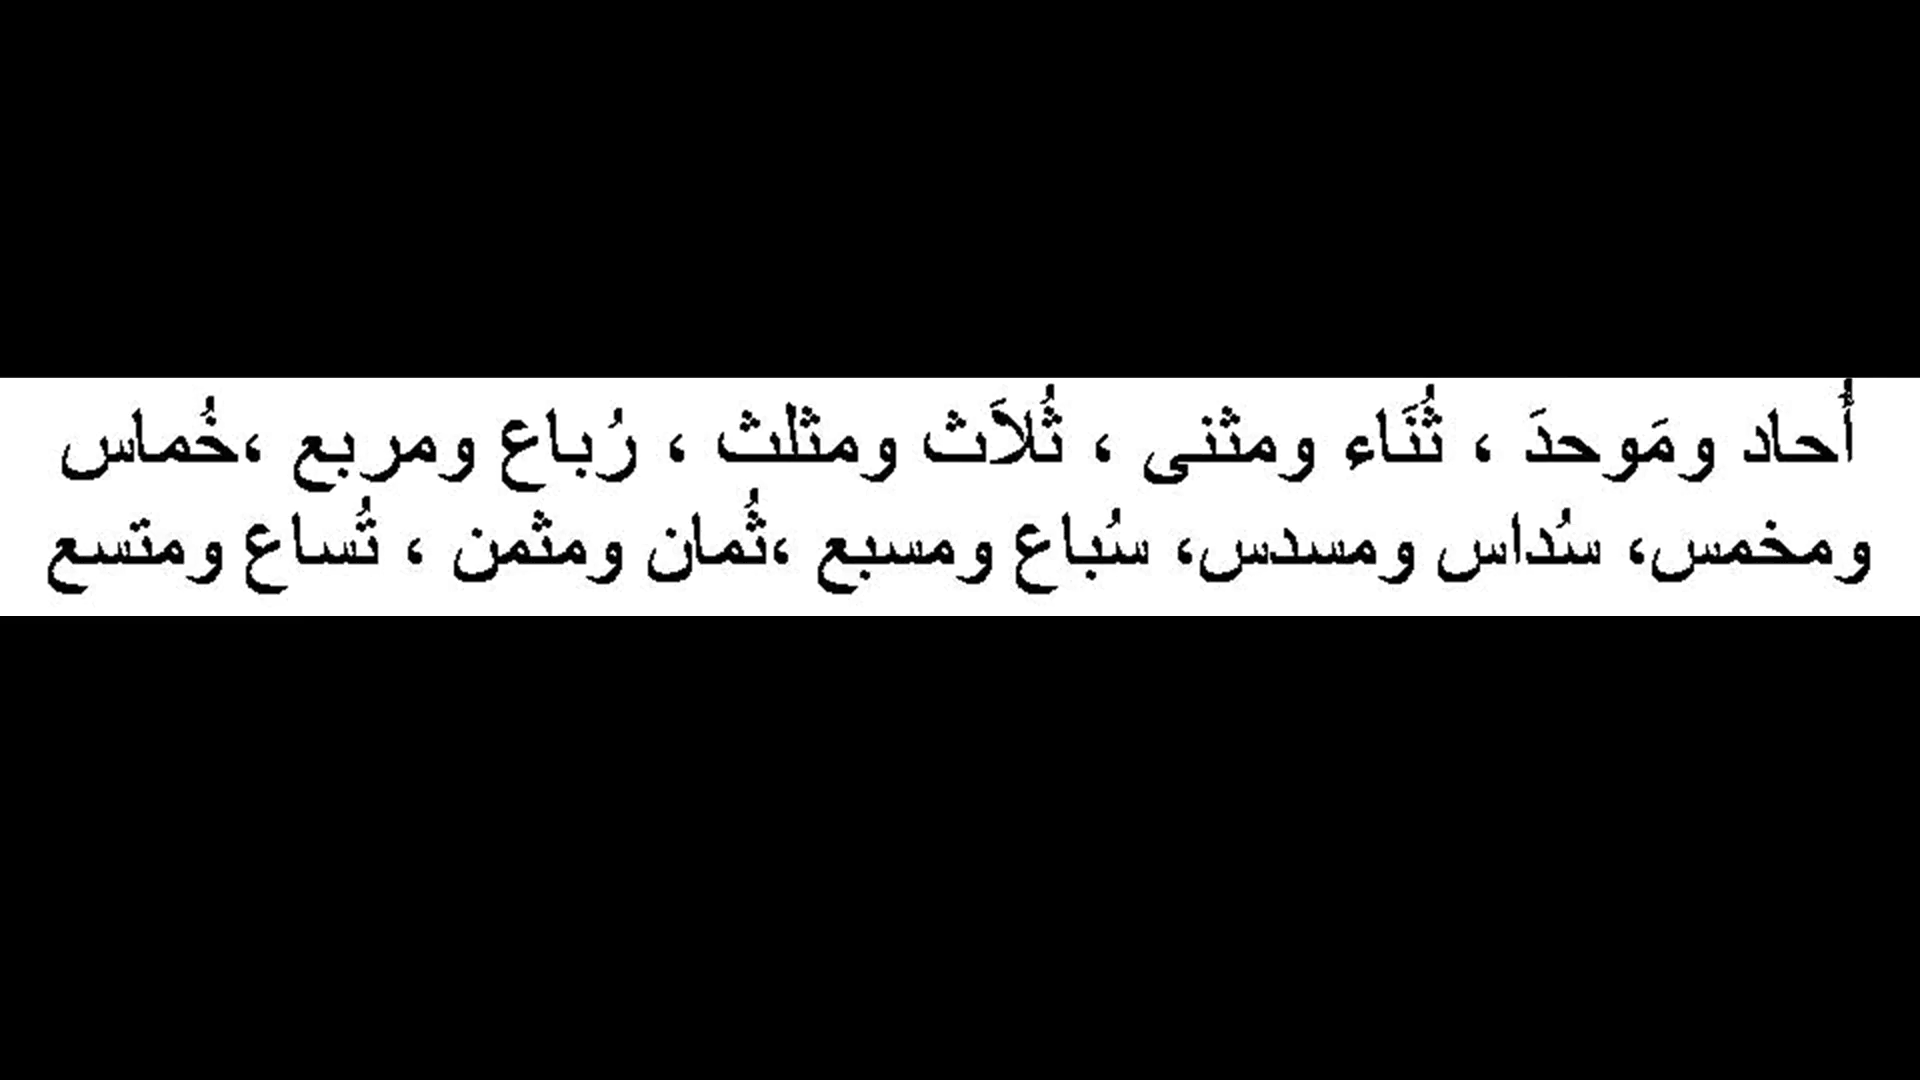 أُحاد ومَوحدَ ، ثُنَاء ومثنى ، ثُلاَث ومثلث ، رُباع ومربع ،خُماس
ومخمس، سُداس ومسدس، سُباع ومسبع ،ثُمان ومثمن ، تُساع ومتسع